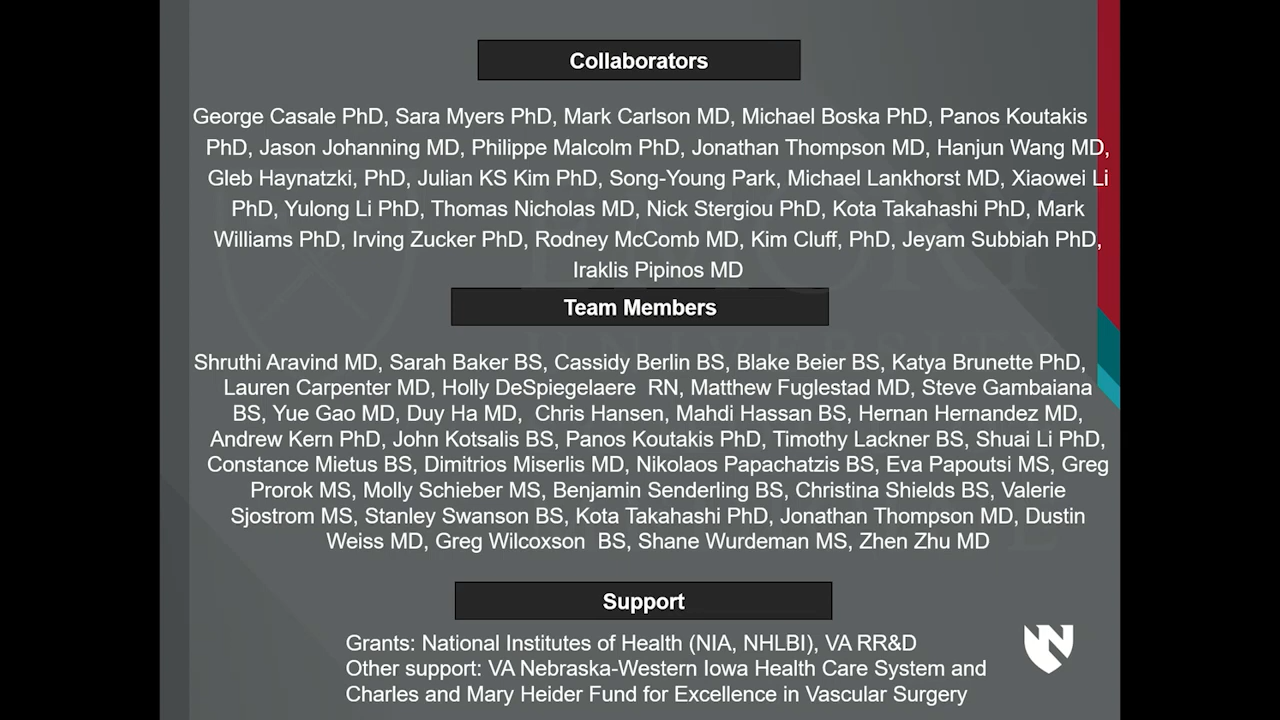 Collaborators
George Casale PhD, Sara Myers PhD, Mark Carlson MD, Michael Boska PhD, Panos Koutakis
PhD, Jason Johanning MD, Philippe Malcolm PhD, Jonathan Thompson MD, Hanjun Wang MD,
Gleb Haynatzki, PhD, Julian KS Kim PhD, Song-Young Park, Michael Lankhorst MD, Xiaowei Li
PhD, Yulong Li PhD, Thomas Nicholas MD, Nick Stergiou PhD, Kota Takahashi PhD, Mark
Williams PhD, Irving Zucker PhD, Rodney McComb MD, Kim Cluff, PhD, Jeyam Subbiah PhD,
Iraklis Pipinos MD
Team Members
Shruthi Aravind MD, Sarah Baker BS, Cassidy Berlin BS, Blake Beier BS, Katya Brunette PhD,
Lauren Carpenter MD, Holly DeSpiegelaere RN, Matthew Fuglestad MD, Steve Gambaiana
BS, Yue Gao MD, Duy Ha MD, Chris Hansen, Mahdi Hassan BS, Hernan Hernandez MD,
Andrew Kern PhD, John Kotsalis BS, Panos Koutakis PhD, Timothy Lackner BS, Shuai Li PhD,
Constance Mietus BS, Dimitrios Miserlis MD, Nikolaos Papachatzis BS, Eva Papoutsi MS, Greg
Prorok MS, Molly Schieber MS, Benjamin Senderling BS, Christina Shields BS, Valerie
Sjostrom MS, Stanley Swanson BS, Kota Takahashi PhD, Jonathan Thompson MD, Dustin
Weiss MD, Greg Wilcoxson BS, Shane Wurdeman MS, Zhen Zhu MD
Support
Grants: National Institutes of Health (NIA, NHLBI), VA RR&D
Other support: VA Nebraska-Western Iowa Health Care System and
Charles and Mary Heider Fund for Excellence in Vascular Surgery
N